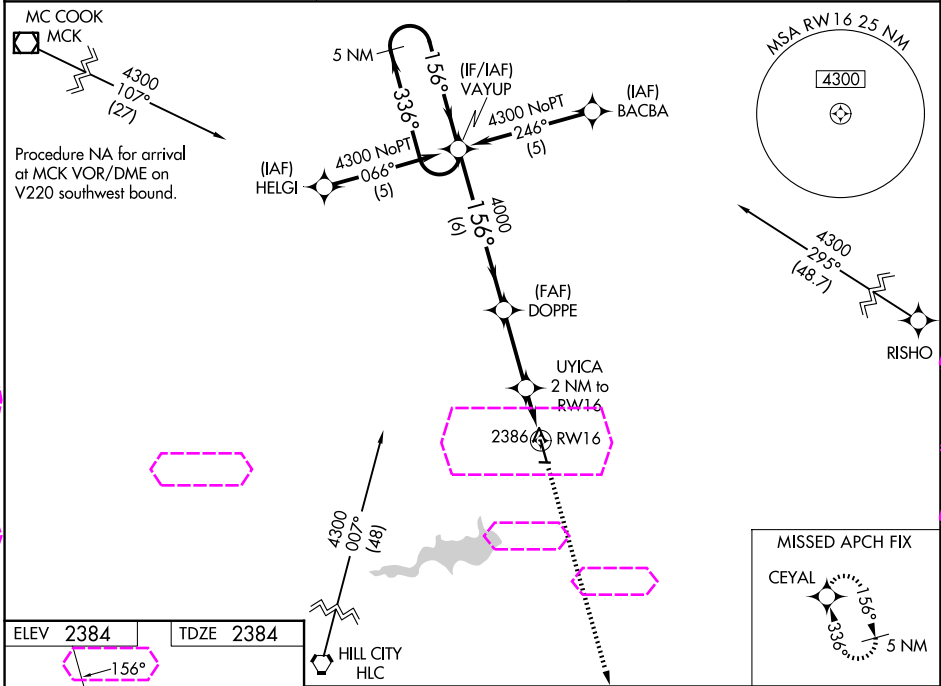 MC COOK
MCK
4300
107°
(27)
Procedure NA for arrival
at MCK VOR/DME on
V220 southwest bound.
5 NM
156°
336°
(IF/IAF)
VAYUP
4300 NoPT
246°
(5)
(IAF)
BACBA
(IAF)
HELGI
4300 NoPT
066°
(5)
MSA RW16 25 NM
4300
4000
156°
(6)
(FAF)
DOPPE
4300
295°
(48.7)
RISHO
UYICA
2 NM to
RW16
2386
RW16
4300
007°
(48)
HILL CITY
HLC
MISSED APCH FIX
CEYAL
156°
336°
5 NM
ELEV 2384
TDZE 2384
156°